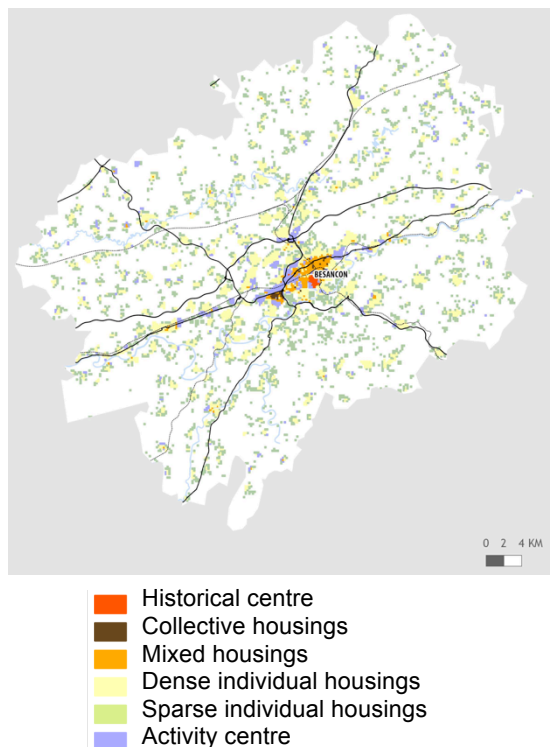 BESANCON
0 2 4 KM
Historical centre
Collective housings
Mixed housings
Dense individual housings
Sparse individual housings
Activity centre